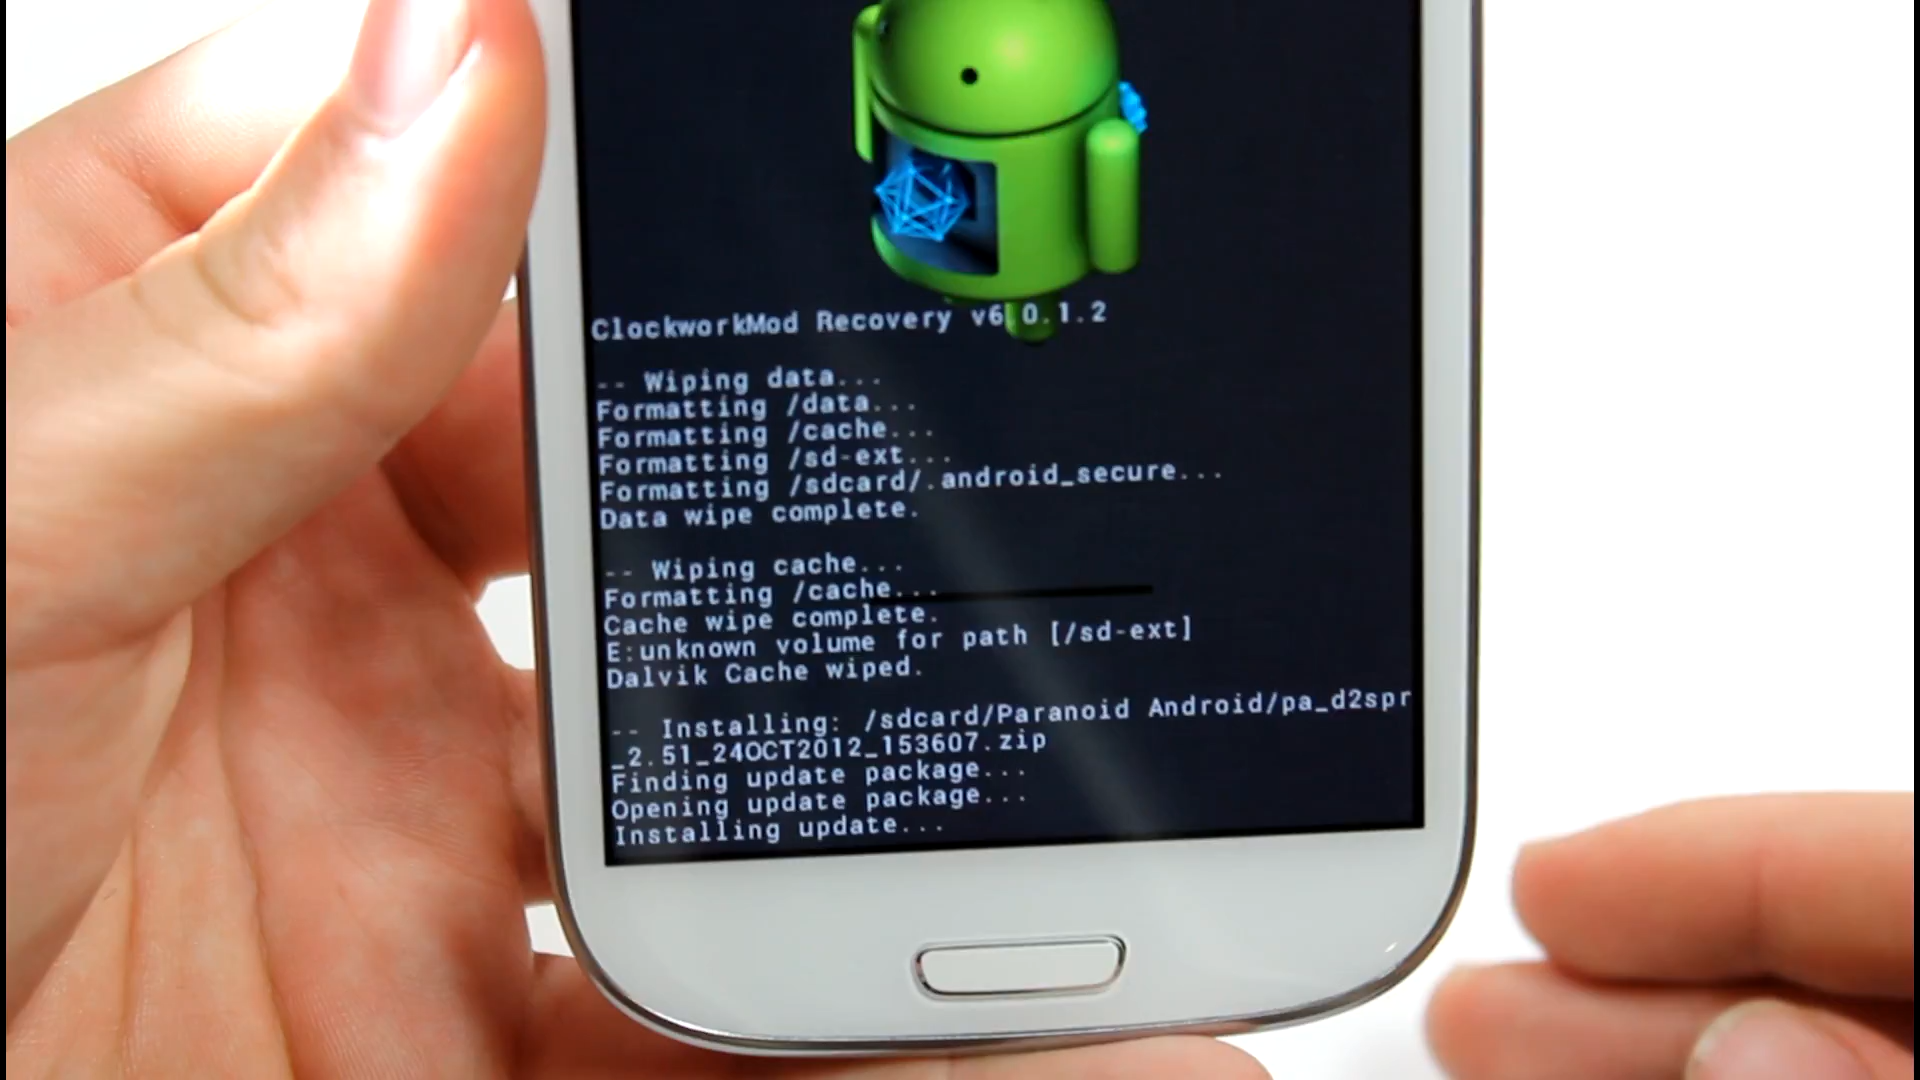 ClockworkMod Recovery v6.0.1.2
-- Wiping data...
Formatting /data...
Formatting /cache...
Formatting /sd-ext...
Formatting /sdcard/.android_secure...
Data wipe complete.
-- Wiping cache...
Formatting /cache...
Cache wipe complete.
E:unknown volume for path [/sd-ext]
Dalvik Cache wiped.
-- Installing: /sdcard/Paranoid Android/pa_d2spr
_2.51_24OCT2012_153607.zip
Finding update package...
Opening update package...
Installing update...